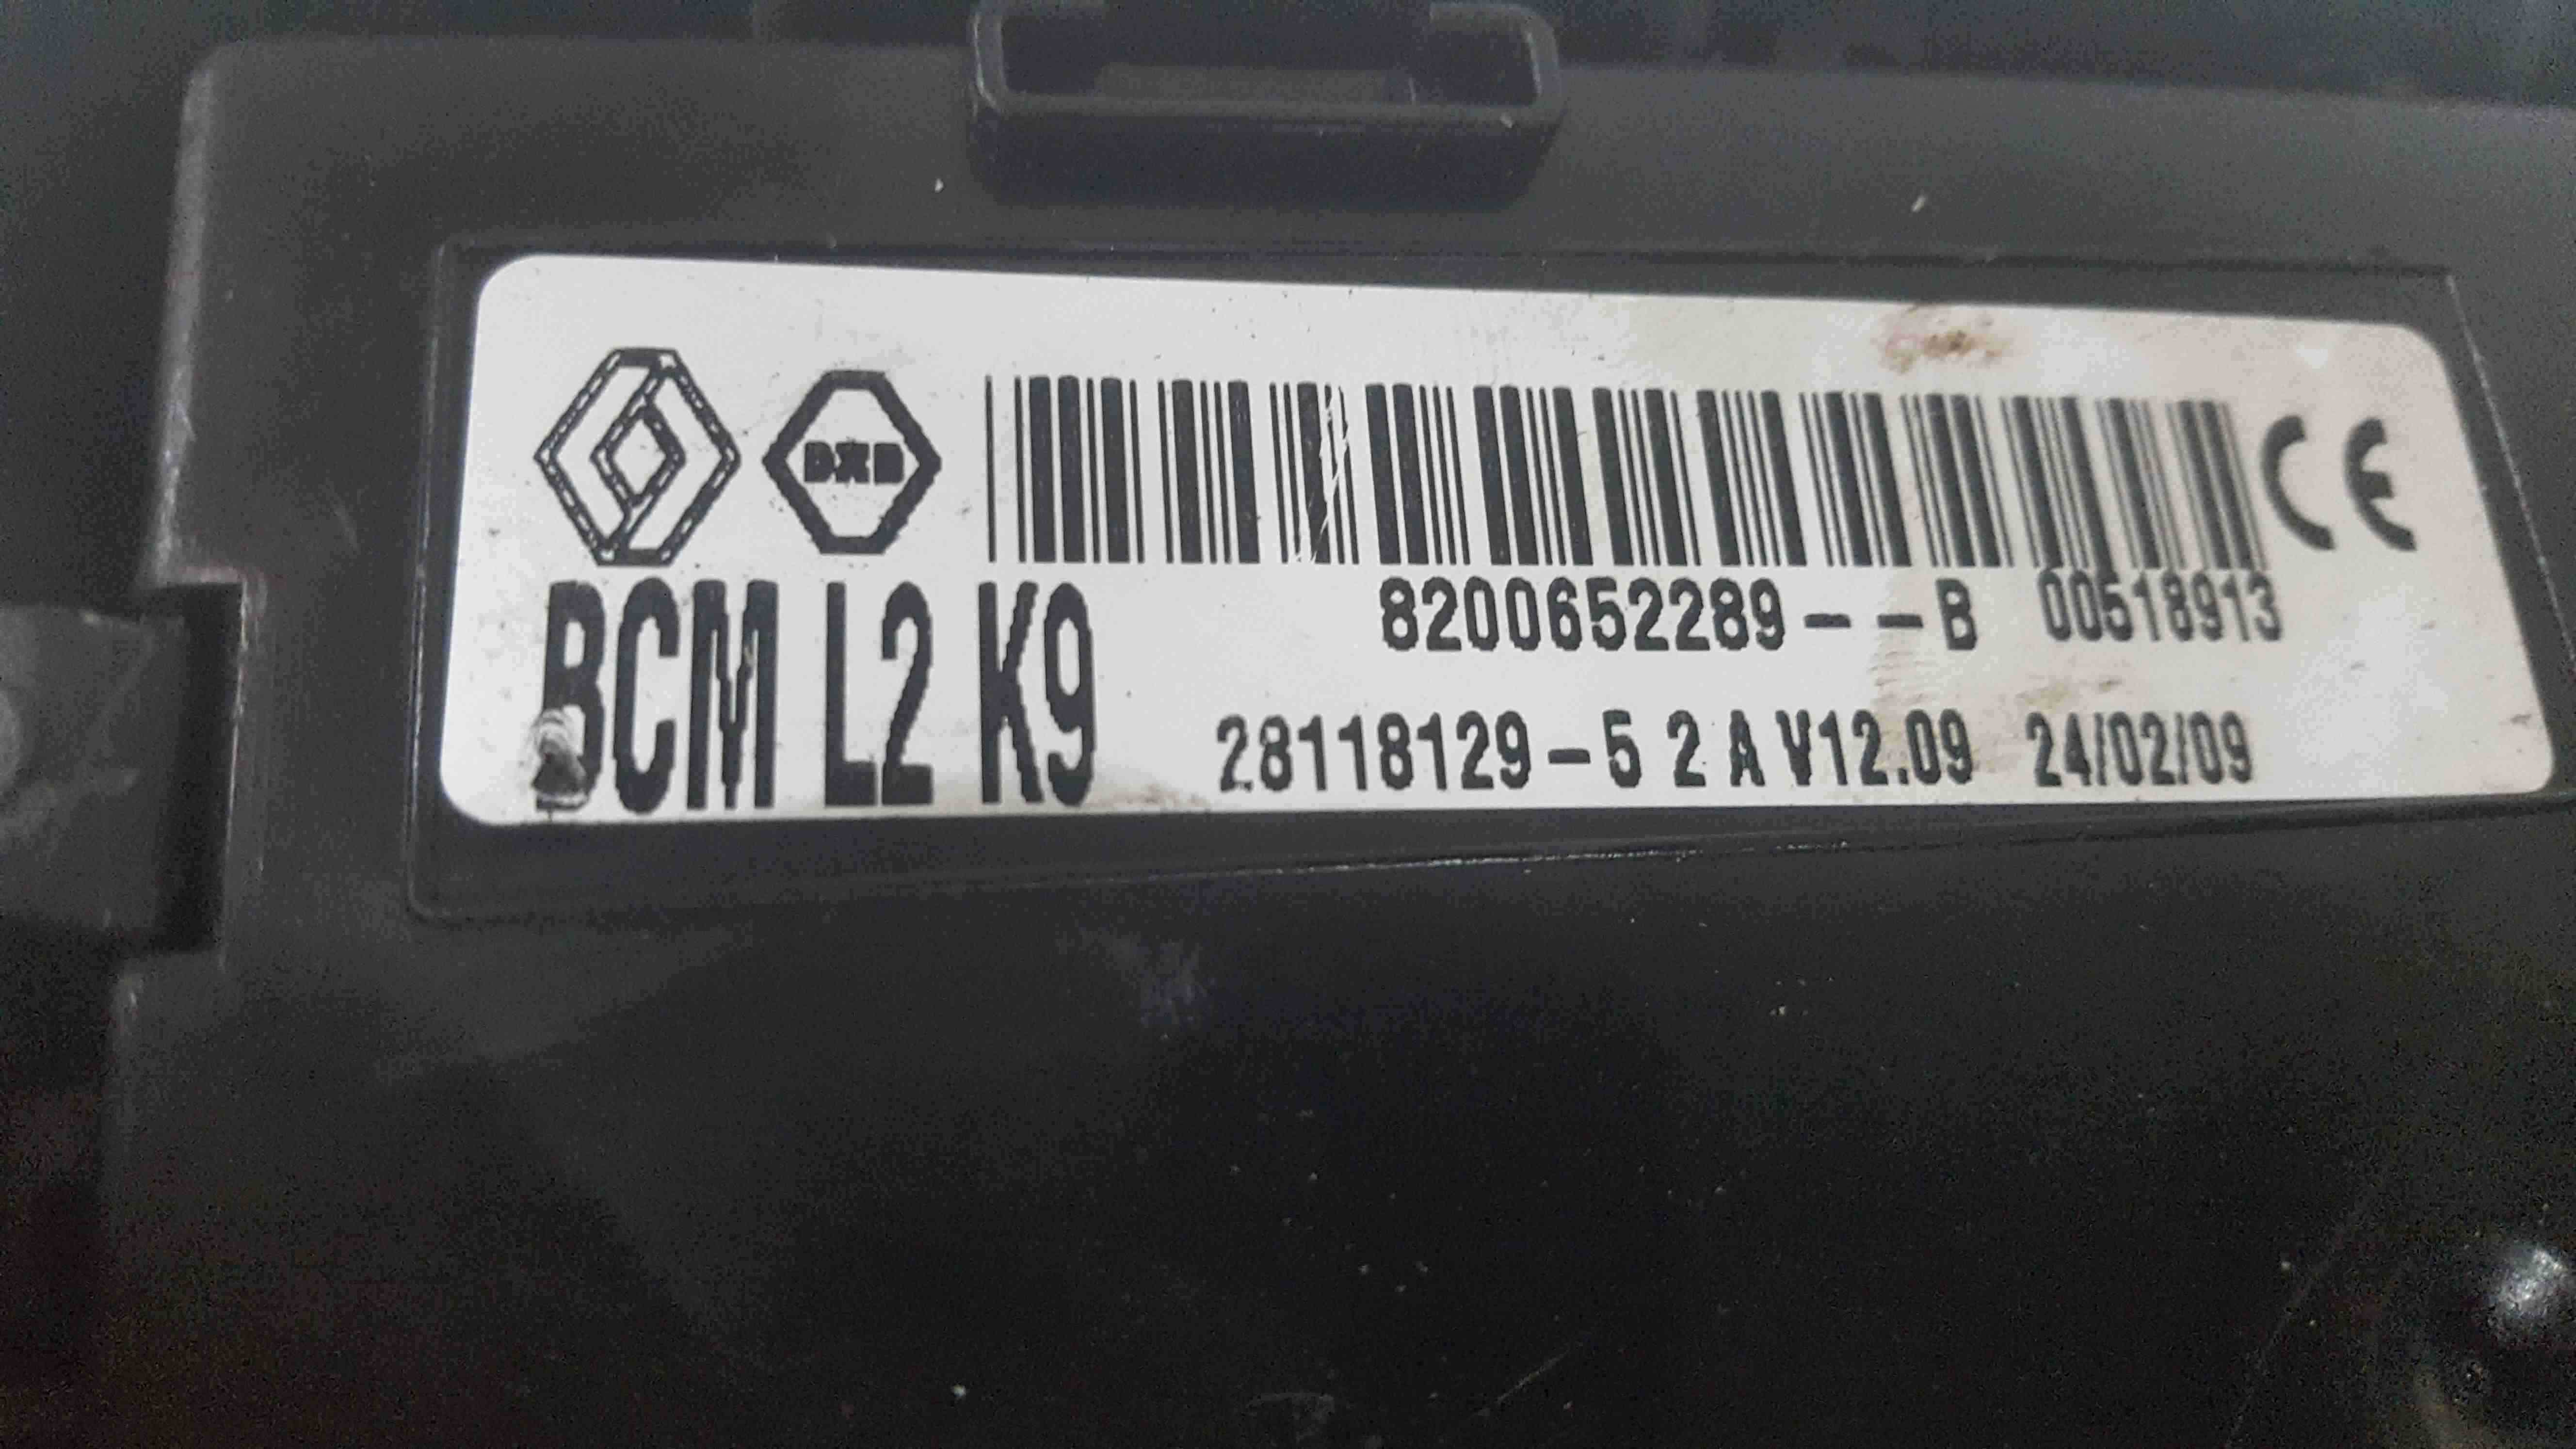 8200652289--B 00518913
BCM L2 K9
28118129-5 2 A V12.09 24/02/09
CE